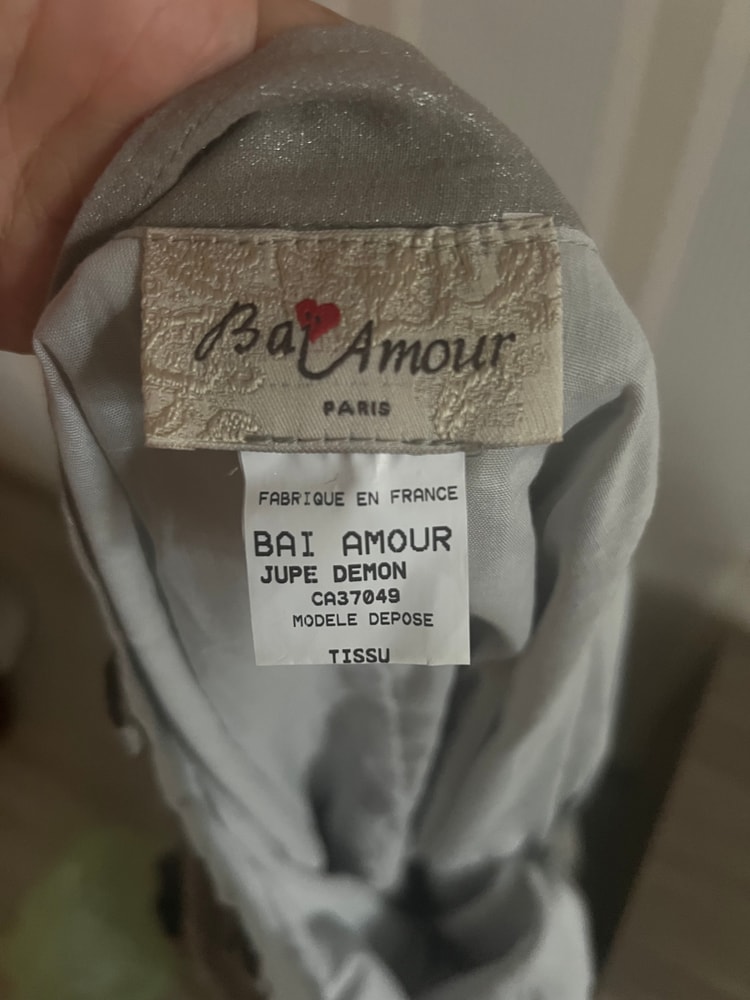 Bai Amour
PARIS
FABRIQUE EN FRANCE
BAI AMOUR
JUPE DEMON
CA37049
MODELE DEPOSE
TISSU